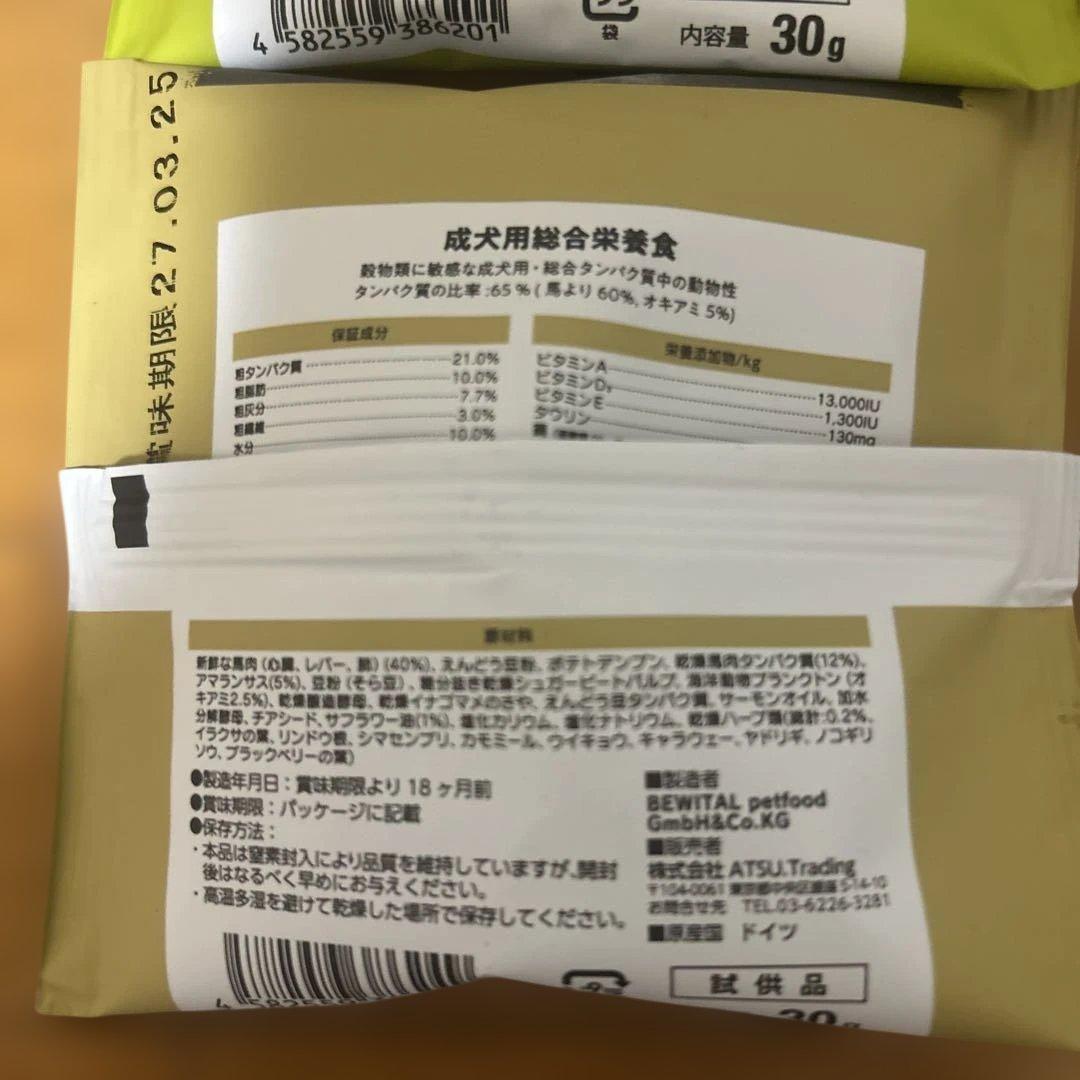 4 582559 386201
袋
内容量 30g
賞味期限 27.03.25
成犬用総合栄養食
穀物類に敏感な成犬用・総合タンパク質中の動物性
タンパク質の比率:65%(馬より60%、オキアミ5%)
保証成分
粗タンパク質 21.0%
粗脂肪 10.0%
粗灰分 7.7%
粗繊維 3.0%
水分 10.0%
栄養添加物/kg
ビタミンA 13,000IU
ビタミンD₃ 1,300IU
ビタミンE 130mg
タウリン
原材料
新鮮な馬肉(心臓、レバー、肺)(40%)、えんどう豆粉、ポテトデンプン、乾燥馬肉タンパク質(12%)、
アマランサス(5%)、豆粉(そら豆)、糖分抜き乾燥シュガービートパルプ、海洋動物プランクトン(オ
キアミ2.5%)、乾燥醸造酵母、乾燥イナゴマメのさや、えんどう豆タンパク質、サーモンオイル、加水
分解酵母、チアシード、サフラワー油(1%)、塩化カリウム、塩化ナトリウム、乾燥ハーブ類(総計:0.2%、
イラクサの葉、リンドウ根、シマセンブリ、カモミール、ウイキョウ、キャラウェー、ヤドリギ、ノコギリ
ソウ、ブラックベリーの葉)
●製造年月日:賞味期限より18ヶ月前
●賞味期限:パッケージに記載
●保存方法:
・本品は窒素封入により品質を維持していますが、開封
後はなるべく早めにお与えください。
・高温多湿を避けて乾燥した場所で保存してください。
■製造者
BEWITAL petfood
GmbH&Co.KG
■販売者
株式会社 ATSU.Trading
〒104-0061 東京都中央区銀座5-14-10
お問合せ先 TEL.03-6226-3281
■原産国 ドイツ
試供品